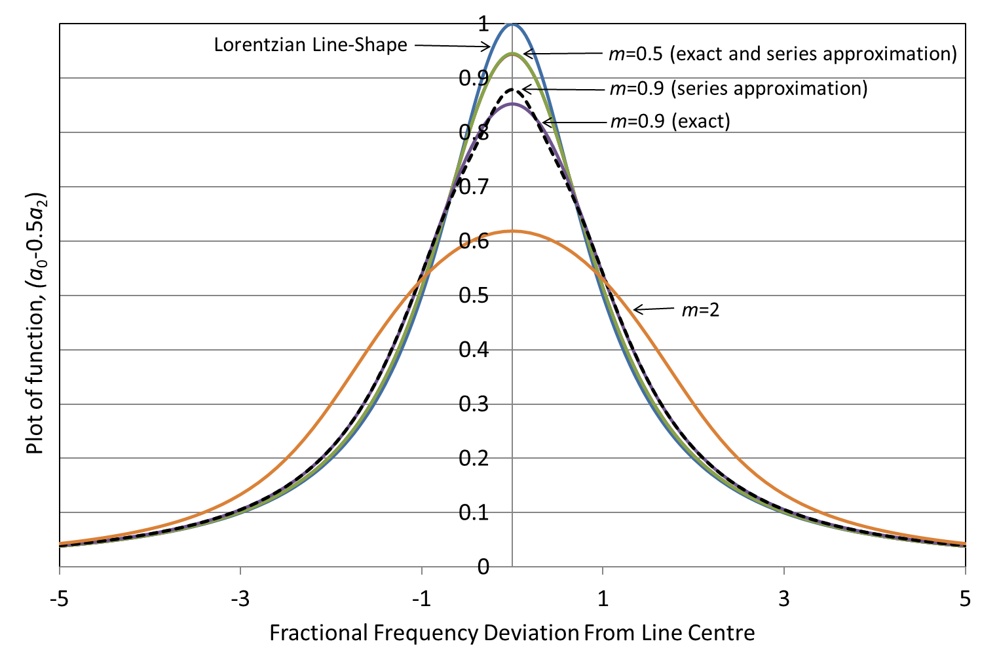 1
Lorentzian Line-Shape
m=0.5 (exact and series approximation)
0.9
m=0.9 (series approximation)
m=0.9 (exact)
0.8
0.7
Plot of function, (a₀-0.5a₂)
0.6
0.5
m=2
0.4
0.3
0.2
0.1
0
-5 -3 -1 1 3 5
Fractional Frequency Deviation From Line Centre